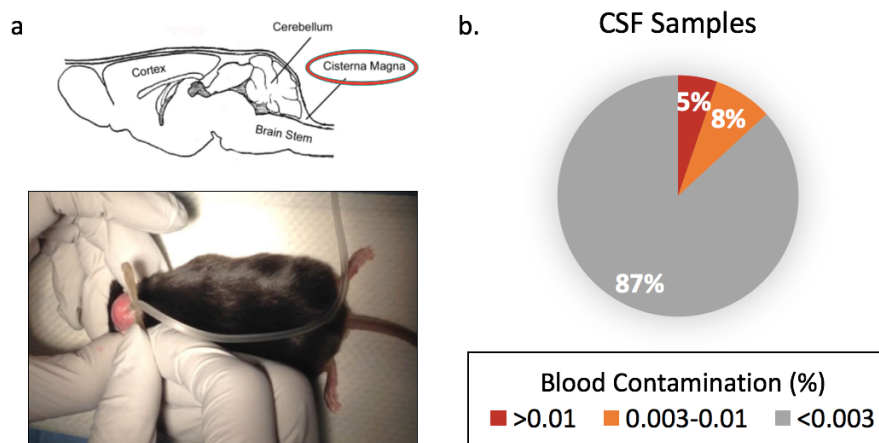 a
Cerebellum
Cisterna Magna
Cortex
Brain Stem
b.
CSF Samples
5%
8%
87%
Blood Contamination (%)
>0.01 0.003-0.01 <0.003